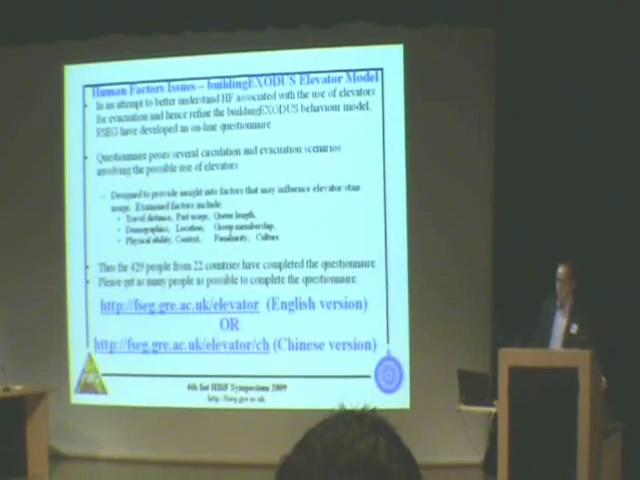 Human Factors Issues – buildingEXODUS Elevator Model
• In an attempt to better understand HF associated with the use of elevators
for evacuation and hence refine the buildingEXODUS behaviour model,
FSEG have developed an on-line questionnaire
• Questionnaire poses several circulation and evacuation scenarios
involving the possible use of elevators
– Designed to provide insight into factors that may influence elevator/stair
usage. Examined factors include:
• Travel distance, Past usage, Queue length,
• Demographics, Location, Group membership,
• Physical ability, Context, Familiarity, Culture
• Thus far 429 people from 22 countries have completed the questionnaire
• Please get as many people as possible to complete the questionnaire:
http://fseg.gre.ac.uk/elevator (English version)
OR
http://fseg.gre.ac.uk/elevator/ch (Chinese version)
4th Int HBiF Symposium 2009
http://fseg.gre.ac.uk